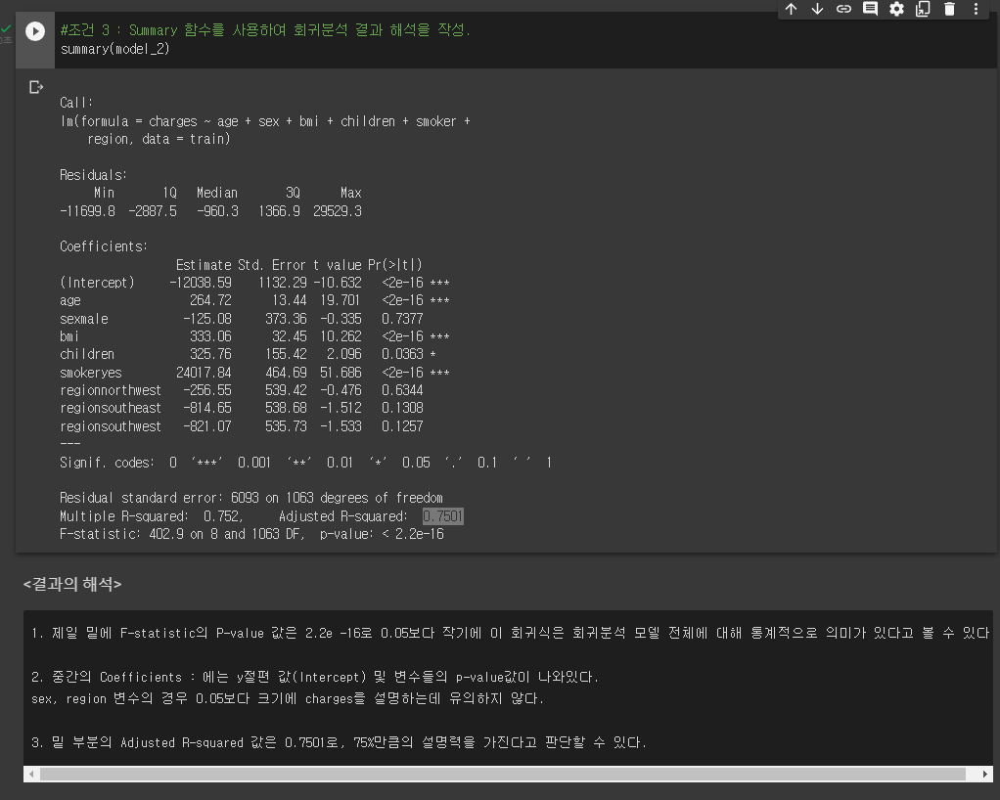 #조건 3 : Summary 함수를 사용하여 회귀분석 결과 해석을 작성.
summary(model_2)
Call:
lm(formula = charges ~ age + sex + bmi + children + smoker +
    region, data = train)
Residuals:
     Min       1Q   Median       3Q      Max
-11699.8  -2887.5   -960.3   1366.9  29529.3
Coefficients:
                 Estimate Std. Error t value Pr(>|t|)
(Intercept)     -12038.59    1132.29 -10.632   <2e-16 ***
age                264.72      13.44  19.701   <2e-16 ***
sexmale           -125.08     373.36  -0.335   0.7377
bmi                333.06      32.45  10.262   <2e-16 ***
children           325.76     155.42   2.096   0.0363 *
smokeryes        24017.84     464.69  51.686   <2e-16 ***
regionnorthwest   -256.55     539.42  -0.476   0.6344
regionsoutheast   -814.65     538.68  -1.512   0.1308
regionsouthwest   -821.07     535.73  -1.533   0.1257
---
Signif. codes:  0 ‘***’ 0.001 ‘**’ 0.01 ‘*’ 0.05 ‘.’ 0.1 ‘ ’ 1
Residual standard error: 6093 on 1063 degrees of freedom
Multiple R-squared:  0.752,     Adjusted R-squared:  0.7501
F-statistic: 402.9 on 8 and 1063 DF,  p-value: < 2.2e-16
<결과의 해석>
1. 제일 밑에 F-statistic의 P-value 값은 2.2e -16로 0.05보다 작기에 이 회귀식은 회귀분석 모델 전체에 대해 통계적으로 의미가 있다고 볼 수 있다
2. 중간의 Coefficients : 에는 y절편 값(Intercept) 및 변수들의 p-value값이 나와있다.
sex, region 변수의 경우 0.05보다 크기에 charges를 설명하는데 유의하지 않다.
3. 밑 부분의 Adjusted R-squared 값은 0.7501로, 75%만큼의 설명력을 가진다고 판단할 수 있다.